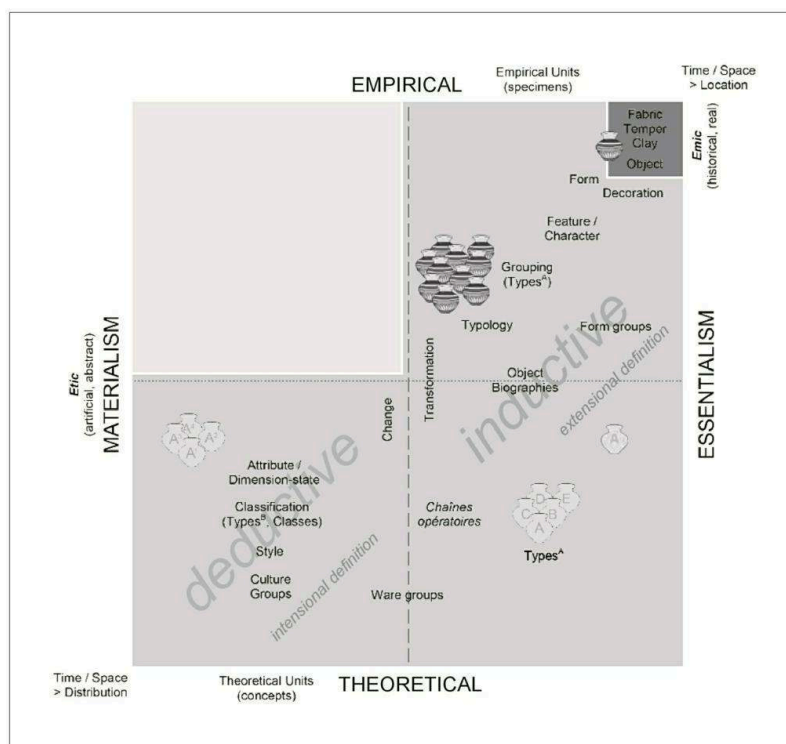 Empirical Units
(specimens)
Time / Space
> Location
EMPIRICAL
Fabric
Temper
Clay
Object
Emic
(historical, real)
Form
Decoration
Feature /
Character
Grouping
(Types^A)
Typology
Form groups
Transformation
Object
Biographies
inductive
extensional definition
ESSENTIALISM
Etic
(artificial, abstract)
MATERIALISM
Change
deductive
intensional definition
Attribute /
Dimension-state
Classification
(Types^B, Classes)
Style
Culture
Groups
Chaînes
opératoires
A
D E
C B
A
Types^A
Ware groups
Time / Space
> Distribution
Theoretical Units
(concepts)
THEORETICAL